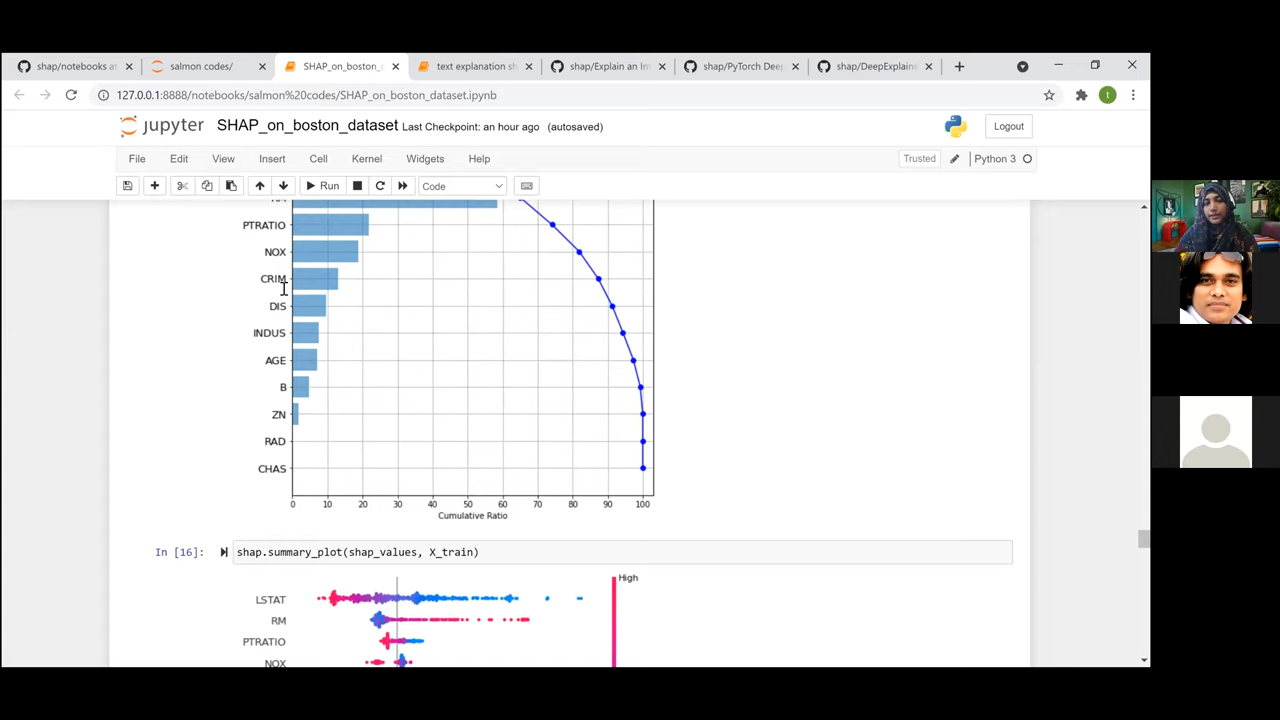 shap/notebooks at
salmon codes/
SHAP_on_boston_dataset
text explanation sh
shap/Explain an Int
shap/PyTorch Deep
shap/DeepExplaine
127.0.0.1:8888/notebooks/salmon%20codes/SHAP_on_boston_dataset.ipynb
t
jupyter SHAP_on_boston_dataset Last Checkpoint: an hour ago (autosaved)
Logout
File Edit View Insert Cell Kernel Widgets Help
Trusted
Python 3
Run
Code
PTRATIO
NOX
CRIM
DIS
INDUS
AGE
B
ZN
RAD
CHAS
0 10 20 30 40 50 60 70 80 90 100
Cumulative Ratio
In [16]: shap.summary_plot(shap_values, X_train)
High
LSTAT
RM
PTRATIO
NOX